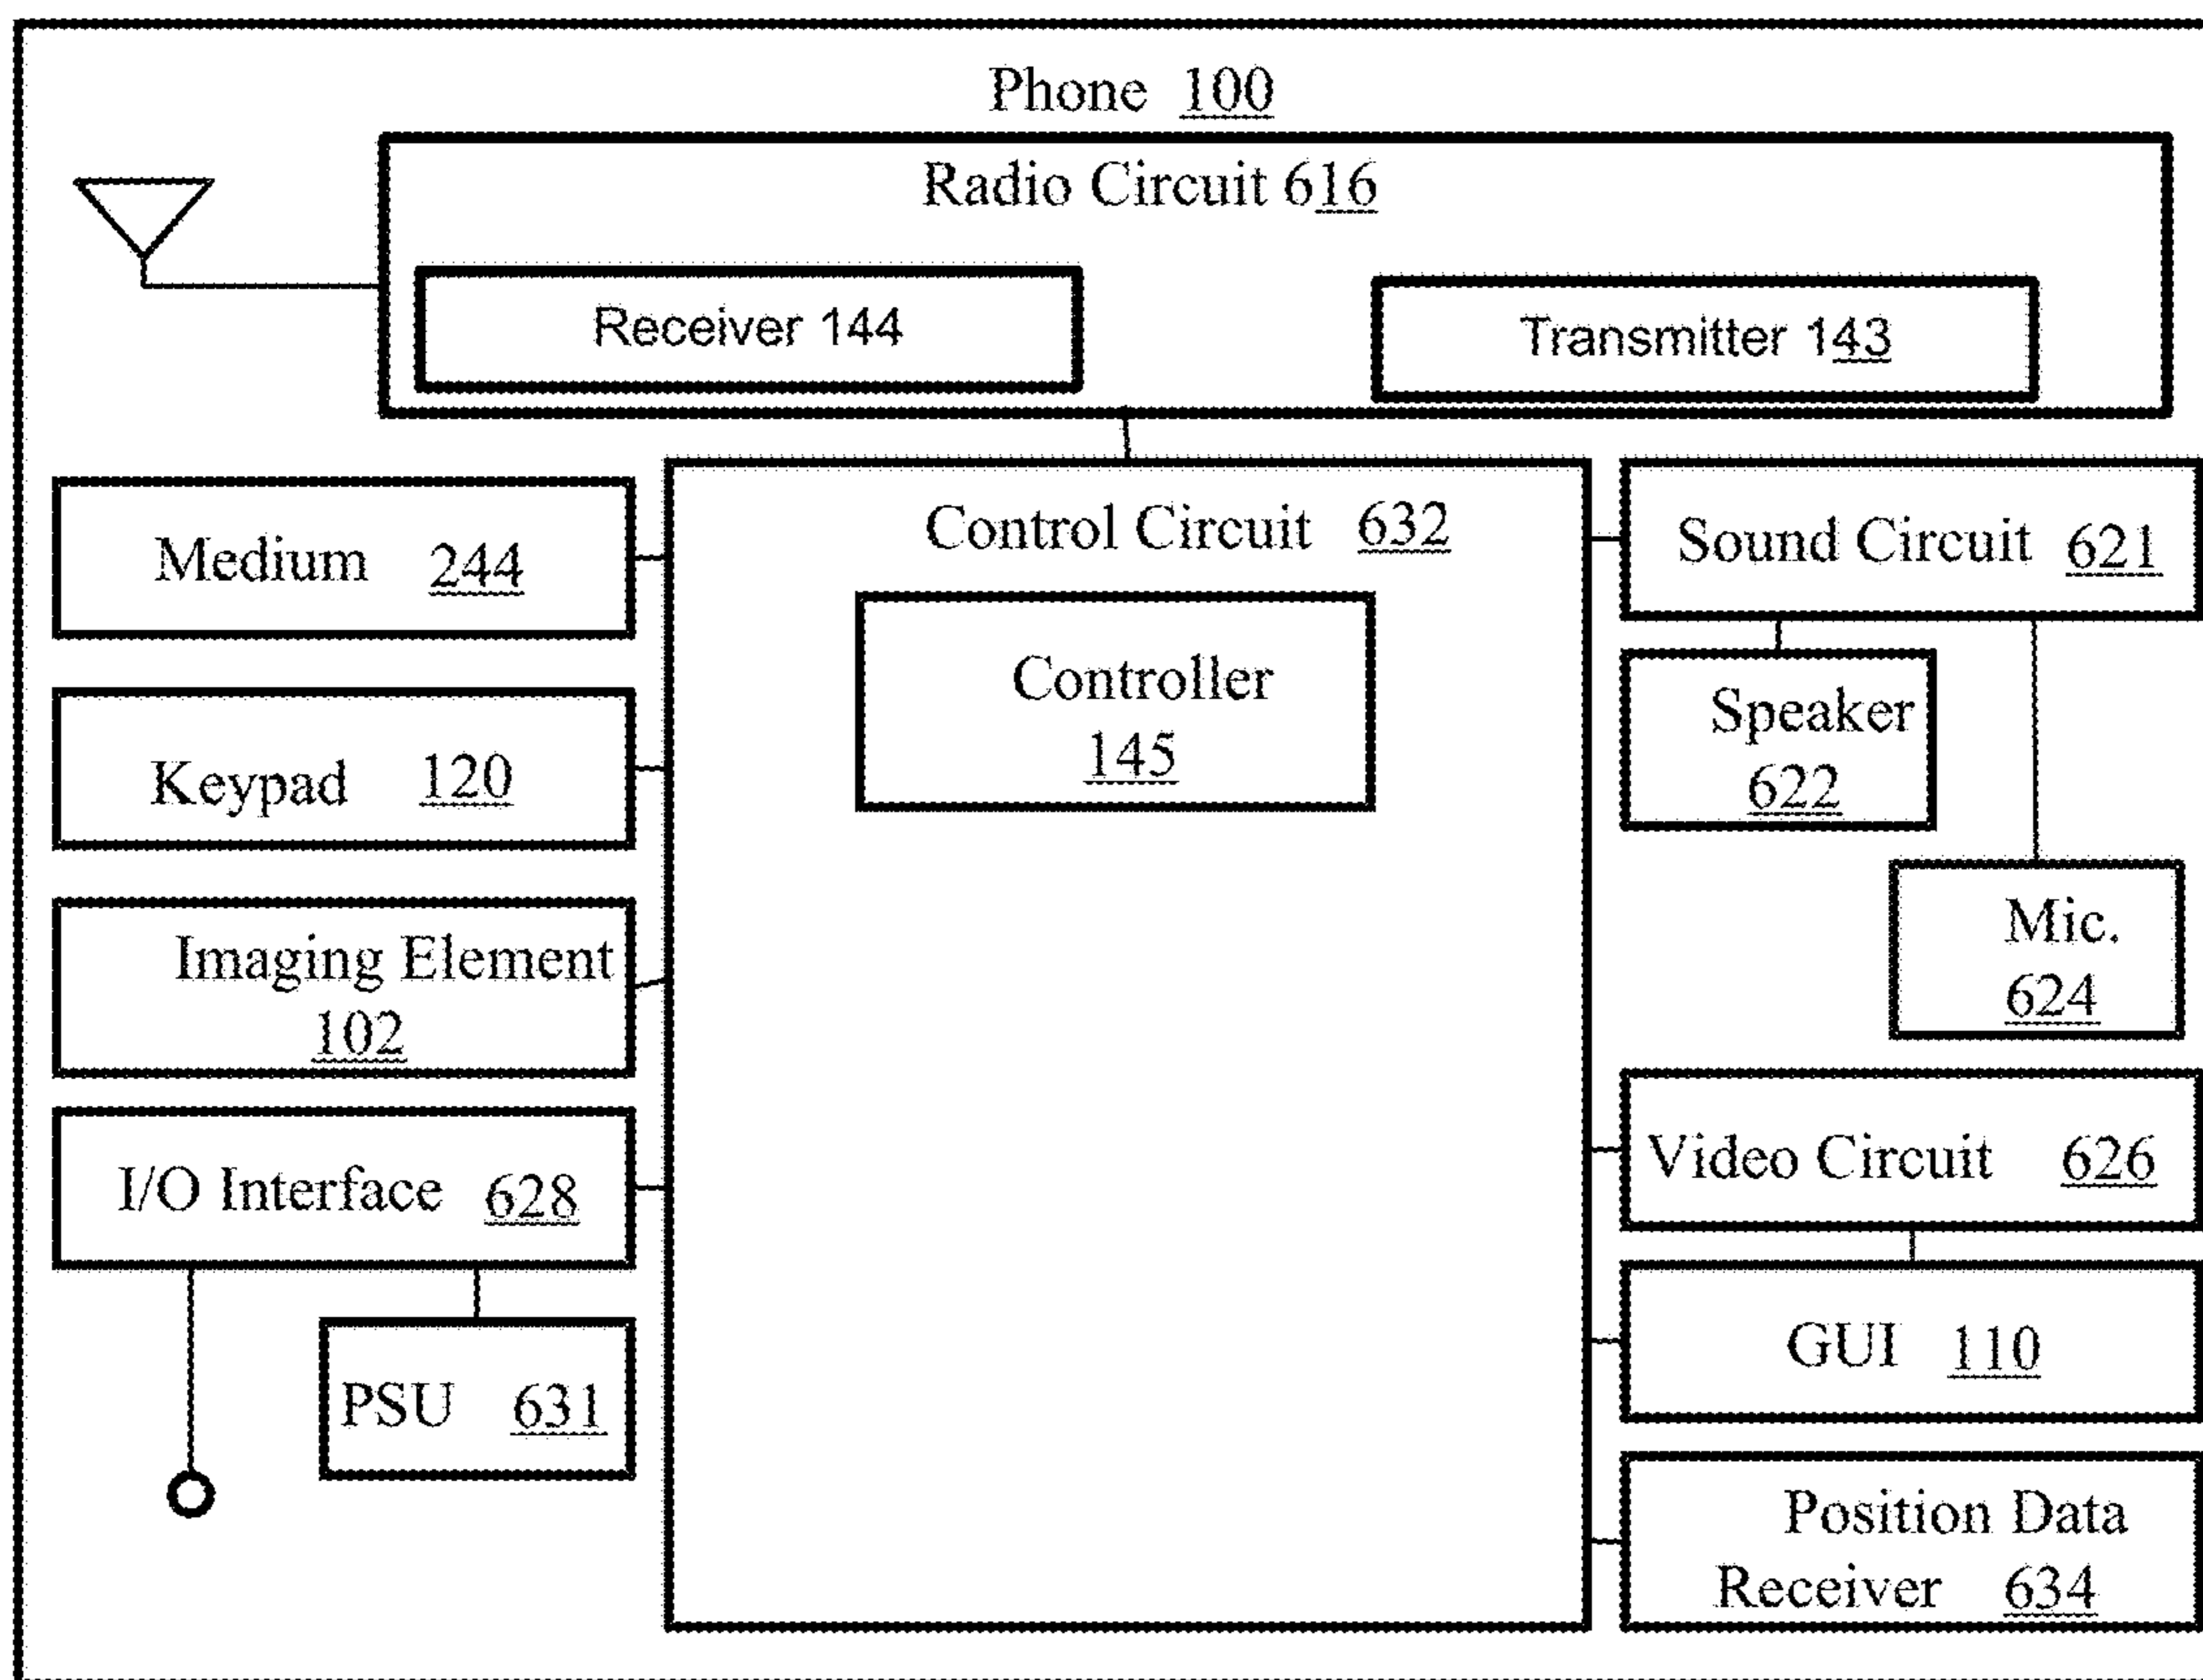 Phone 100
Radio Circuit 616
Receiver 144
Transmitter 143
Medium 244
Keypad 120
Imaging Element
102
I/O Interface 628
PSU 631
Control Circuit 632
Controller
145
Sound Circuit 621
Speaker
622
Mic.
624
Video Circuit 626
GUI 110
Position Data
Receiver 634